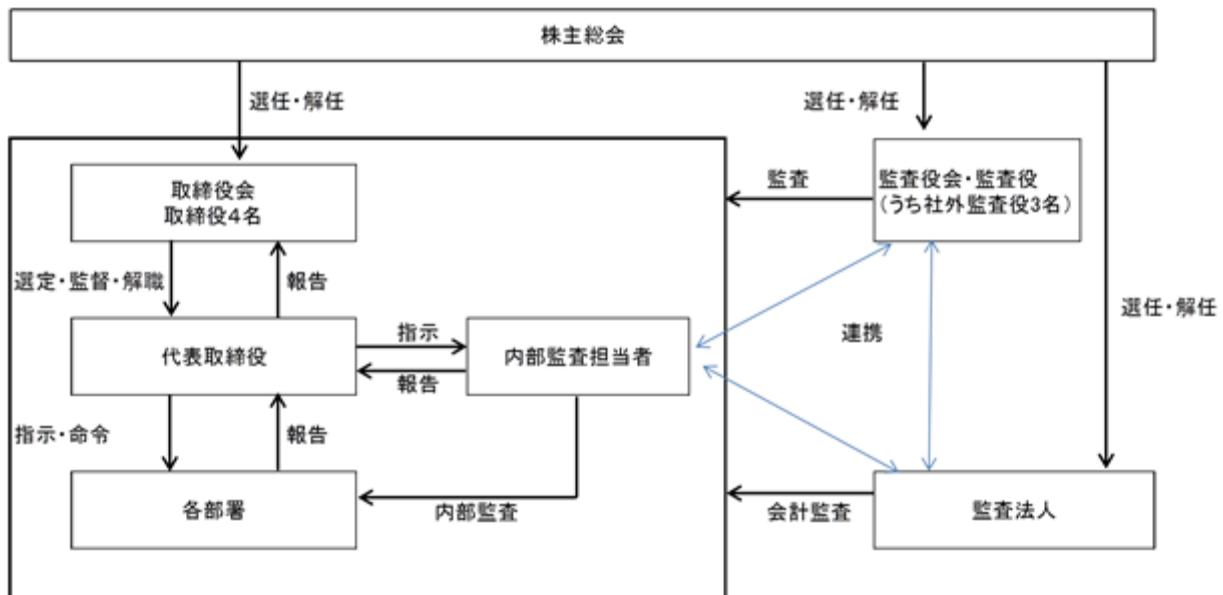 株主総会
選任・解任
選任・解任
取締役会
取締役4名
監査
監査役会・監査役
(うち社外監査役3名)
選定・監督・解職
報告
選任・解任
代表取締役
指示
報告
内部監査担当者
連携
指示・命令
報告
各部署
内部監査
会計監査
監査法人